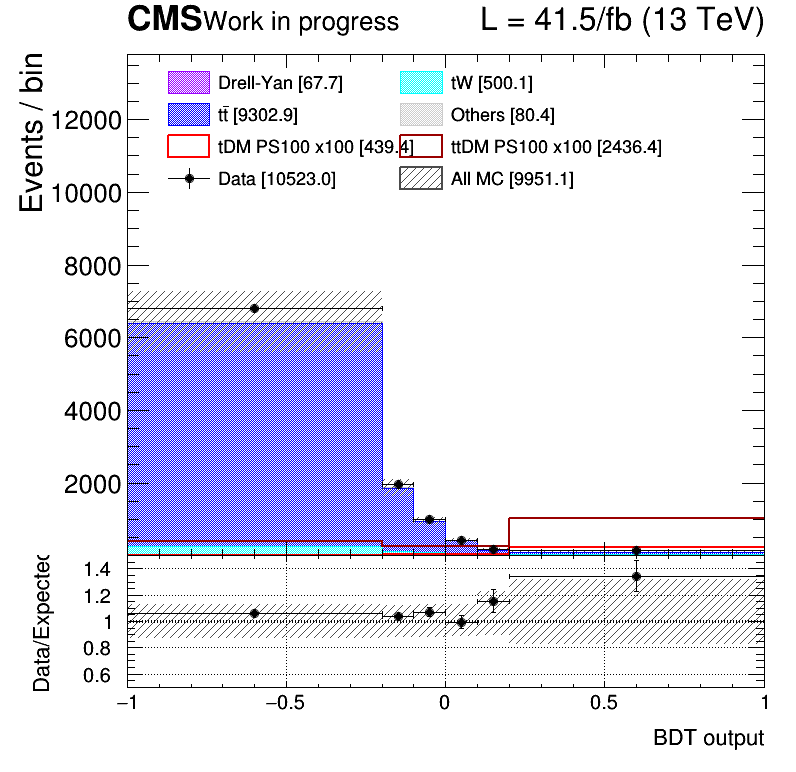 CMS Work in progress L = 41.5/fb (13 TeV)
Events / bin
Drell-Yan [67.7] tW [500.1]
tt̄ [9302.9] Others [80.4]
tDM PS100 x100 [439.4] ttDM PS100 x100 [2436.4]
Data [10523.0] All MC [9951.1]
12000
10000
8000
6000
4000
2000
Data/Expected
1.4
1.2
1
0.8
0.6
−1 −0.5 0 0.5 1
BDT output